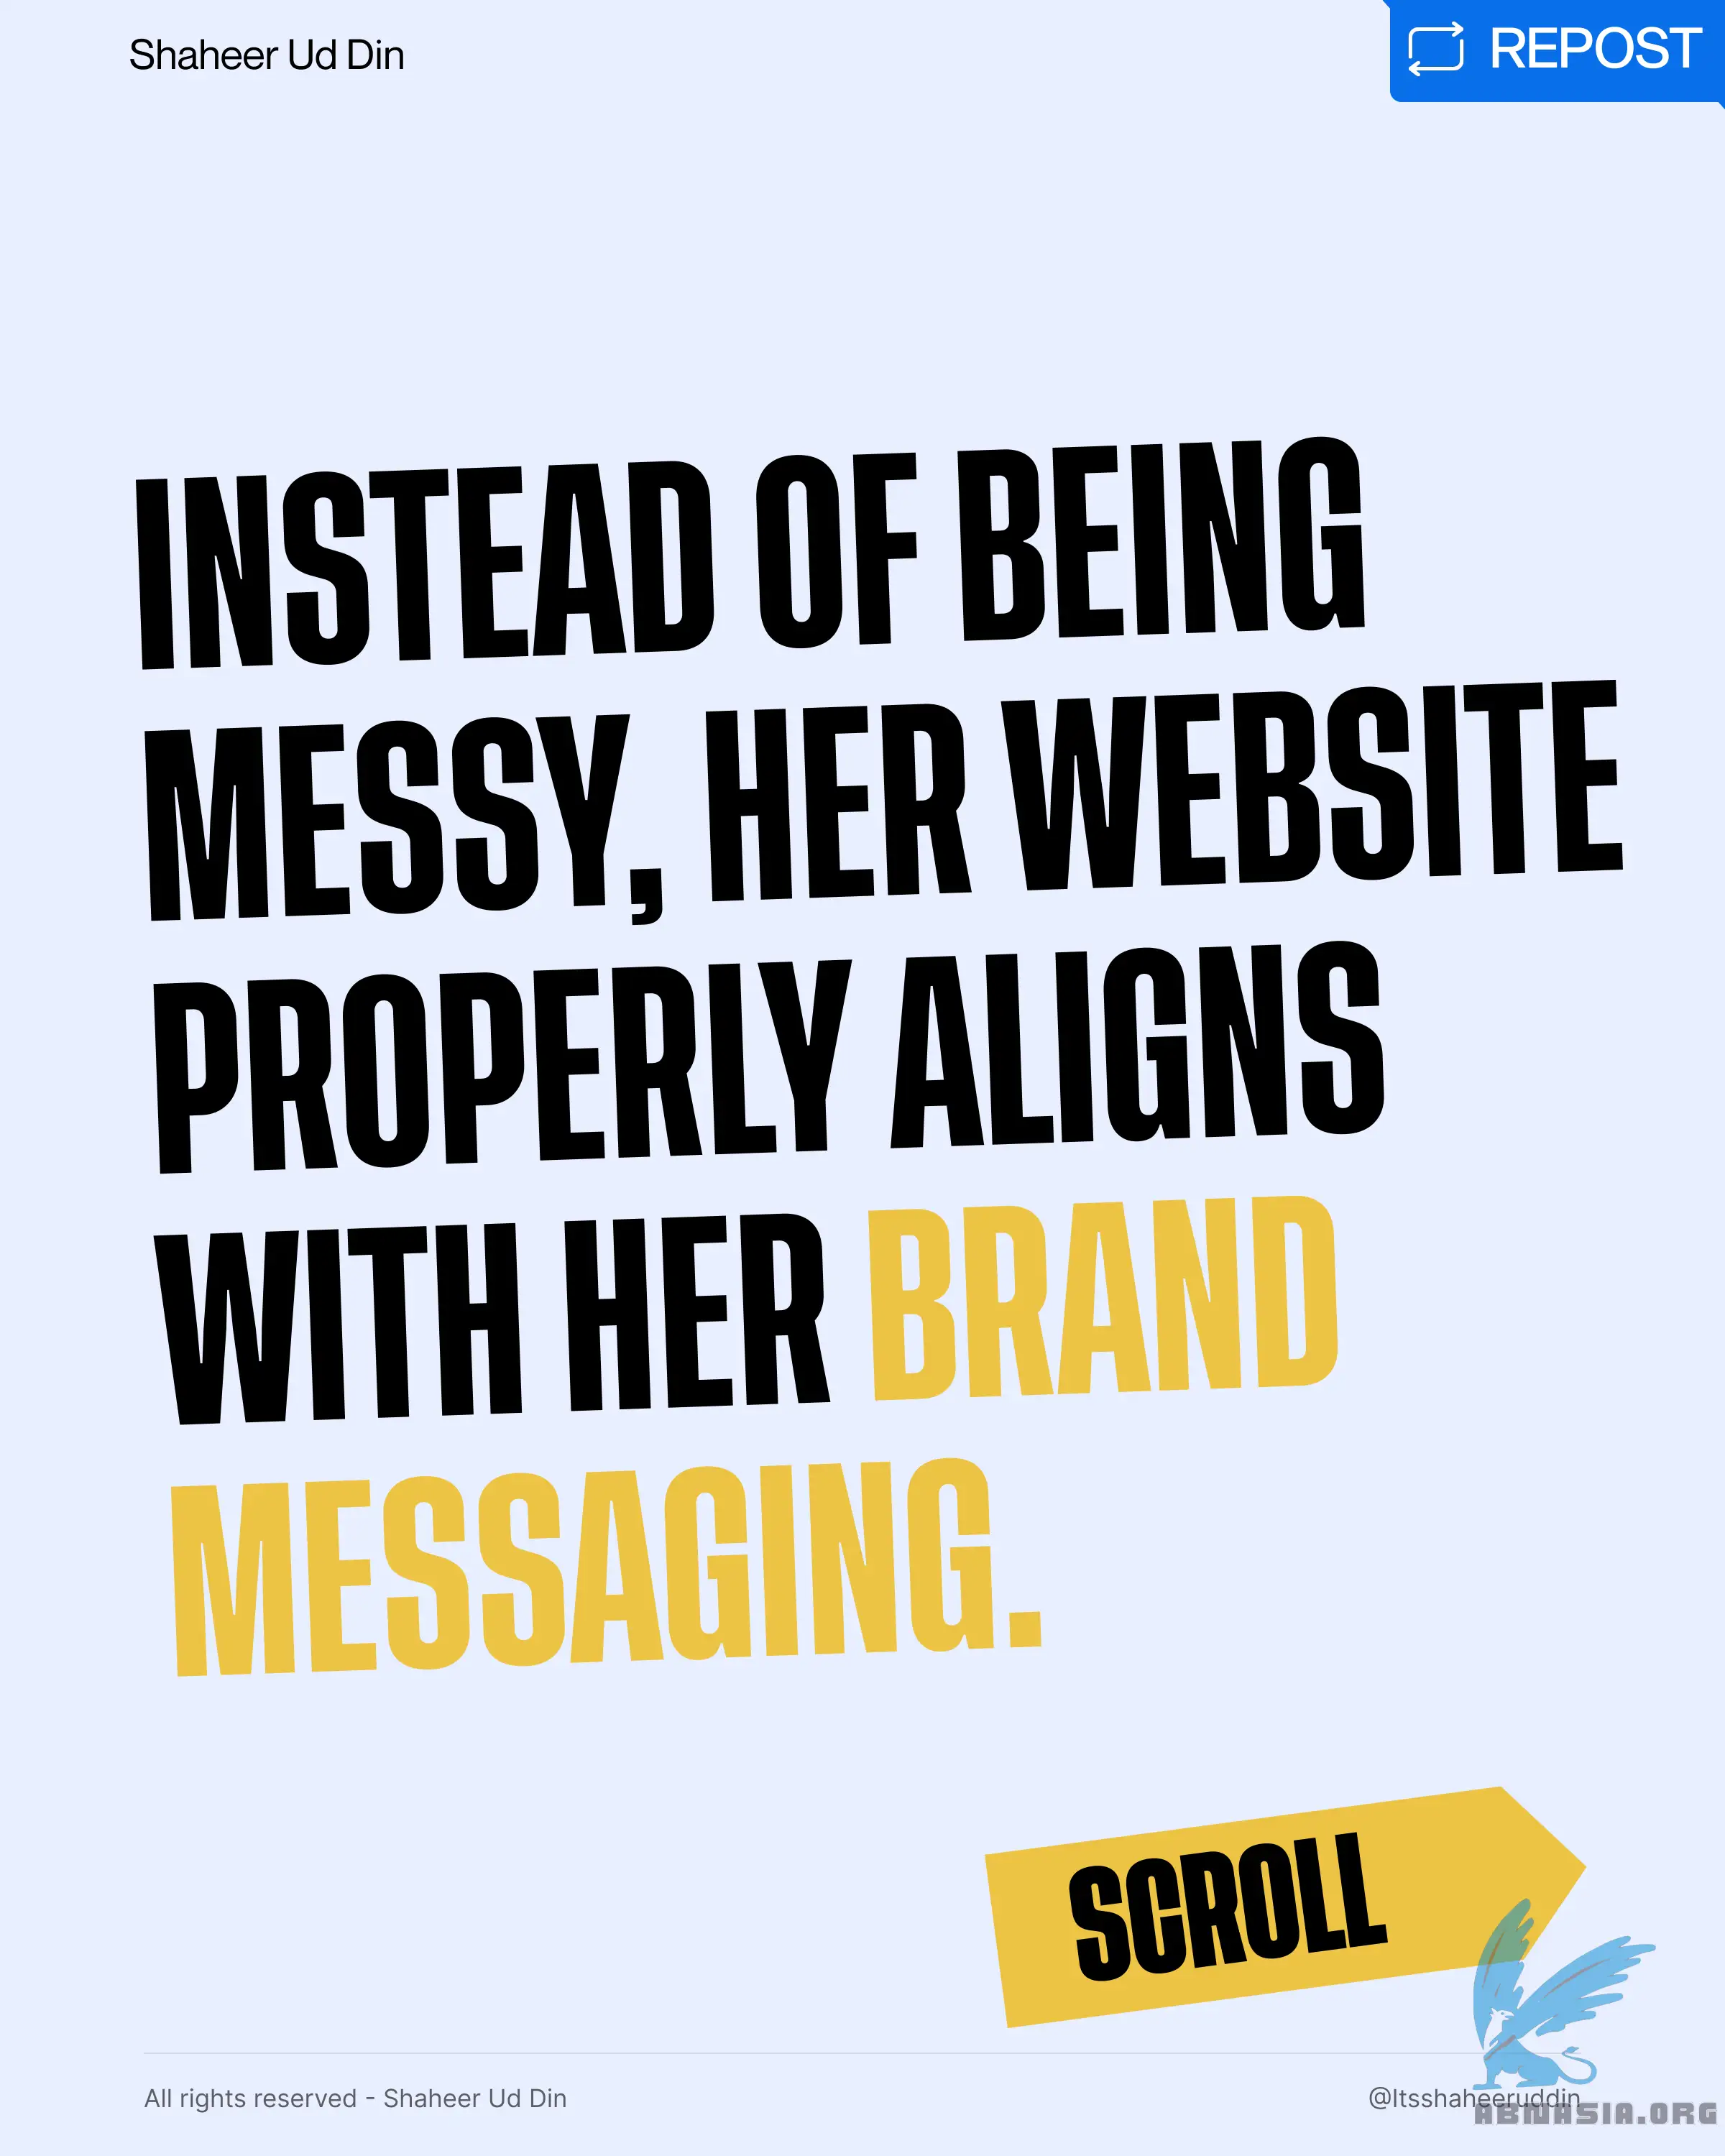 Shaheer Ud Din
REPOST
INSTEAD OF BEING
MESSY, HER WEBSITE
PROPERLY ALIGNS
WITH HER BRAND
MESSAGING.
SCROLL
All rights reserved - Shaheer Ud Din
@Itsshaheeruddin
ABNASIA.ORG